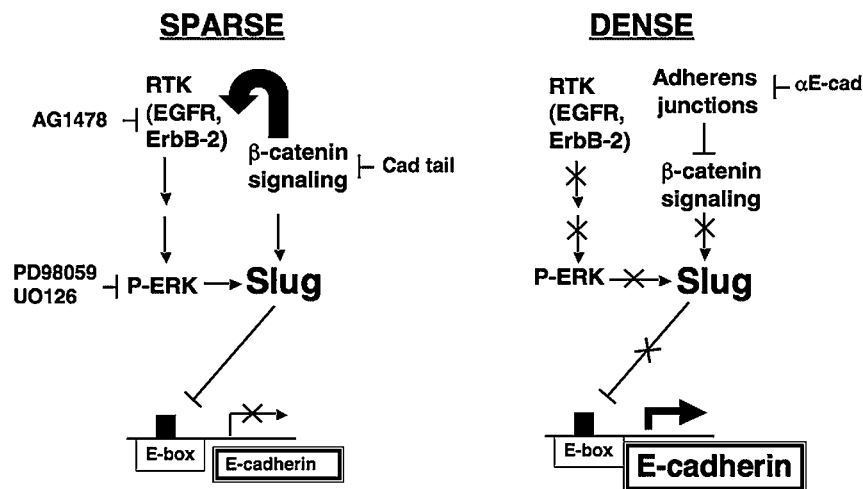 SPARSE
RTK
(EGFR,
ErbB-2)
AG1478
β-catenin
signaling
Cad tail
PD98059
UO126
P-ERK
Slug
E-box
E-cadherin
DENSE
RTK
(EGFR,
ErbB-2)
Adherens
junctions
αE-cad
β-catenin
signaling
P-ERK
Slug
E-box
E-cadherin